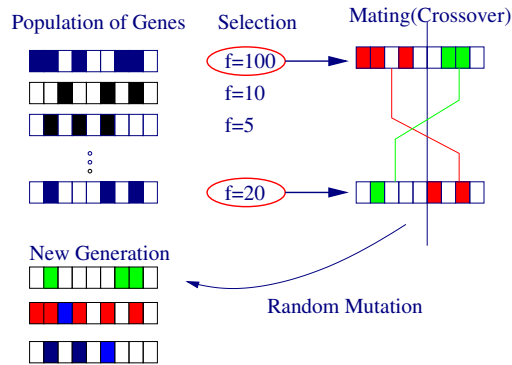 Population of Genes
Selection
Mating(Crossover)
f=100
f=10
f=5
f=20
New Generation
Random Mutation